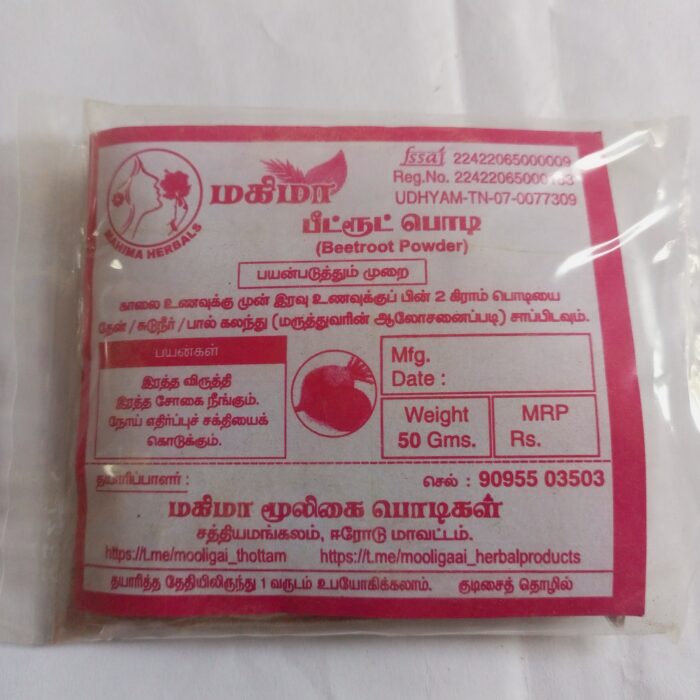 fssai 22422065000009
Reg.No. 22422065000183
UDHYAM-TN-07-0077309
MAHIMA HERBALS
மகிமா
பீட்ரூட் பொடி
(Beetroot Powder)
பயன்படுத்தும் முறை
காலை உணவுக்கு முன் இரவு உணவுக்குப் பின் 2 கிராம் பொடியை
தேன் / சுடுநீர் / பால் கலந்து (மருத்துவரின் ஆலோசனைப்படி) சாப்பிடவும்.
பயன்கள்
இரத்த விருத்தி
இரத்த சோகை நீங்கும்.
நோய் எதிர்ப்புச் சக்தியைக்
கொடுக்கும்.
Mfg.
Date :
Weight
50 Gms.
MRP
Rs.
தயாரிப்பாளர் :
செல் : 90955 03503
மகிமா மூலிகை பொடிகள்
சத்தியமங்கலம், ஈரோடு மாவட்டம்.
https://t.me/mooligai_thottam https://t.me/mooligaai_herbalproducts
தயாரித்த தேதியிலிருந்து 1 வருடம் உபயோகிக்கலாம். குடிசைத் தொழில்